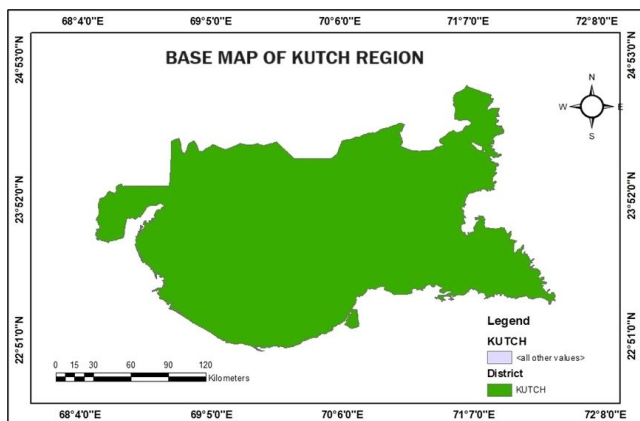 68°4'0"E 69°5'0"E 70°6'0"E 71°7'0"E 72°8'0"E
BASE MAP OF KUTCH REGION
24°53'0"N
24°53'0"N
N
W E
S
23°52'0"N
23°52'0"N
22°51'0"N
22°51'0"N
Legend
KUTCH
<all other values>
District
KUTCH
0 15 30 60 90 120
Kilometers
68°4'0"E 69°5'0"E 70°6'0"E 71°7'0"E 72°8'0"E